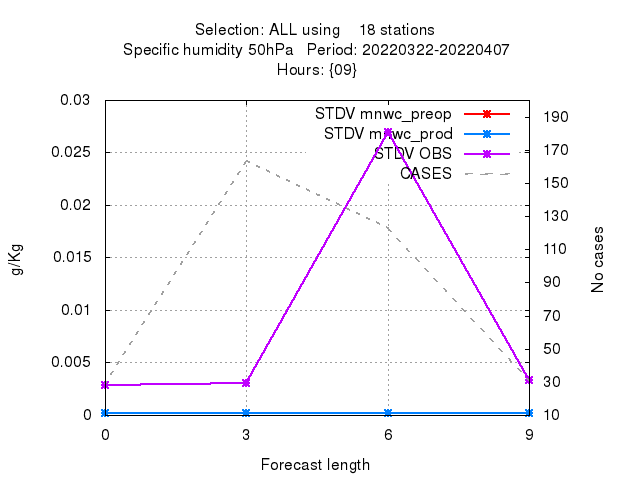 Selection: ALL using 18 stations
Specific humidity 50hPa Period: 20220322-20220407
Hours: {09}
STDV mnwc_preop
STDV mnwc_prod
STDV OBS
CASES
0.03
0.025
0.02
0.015
0.01
0.005
0
g/Kg
190
170
150
130
110
90
70
50
30
10
No cases
0 3 6 9
Forecast length